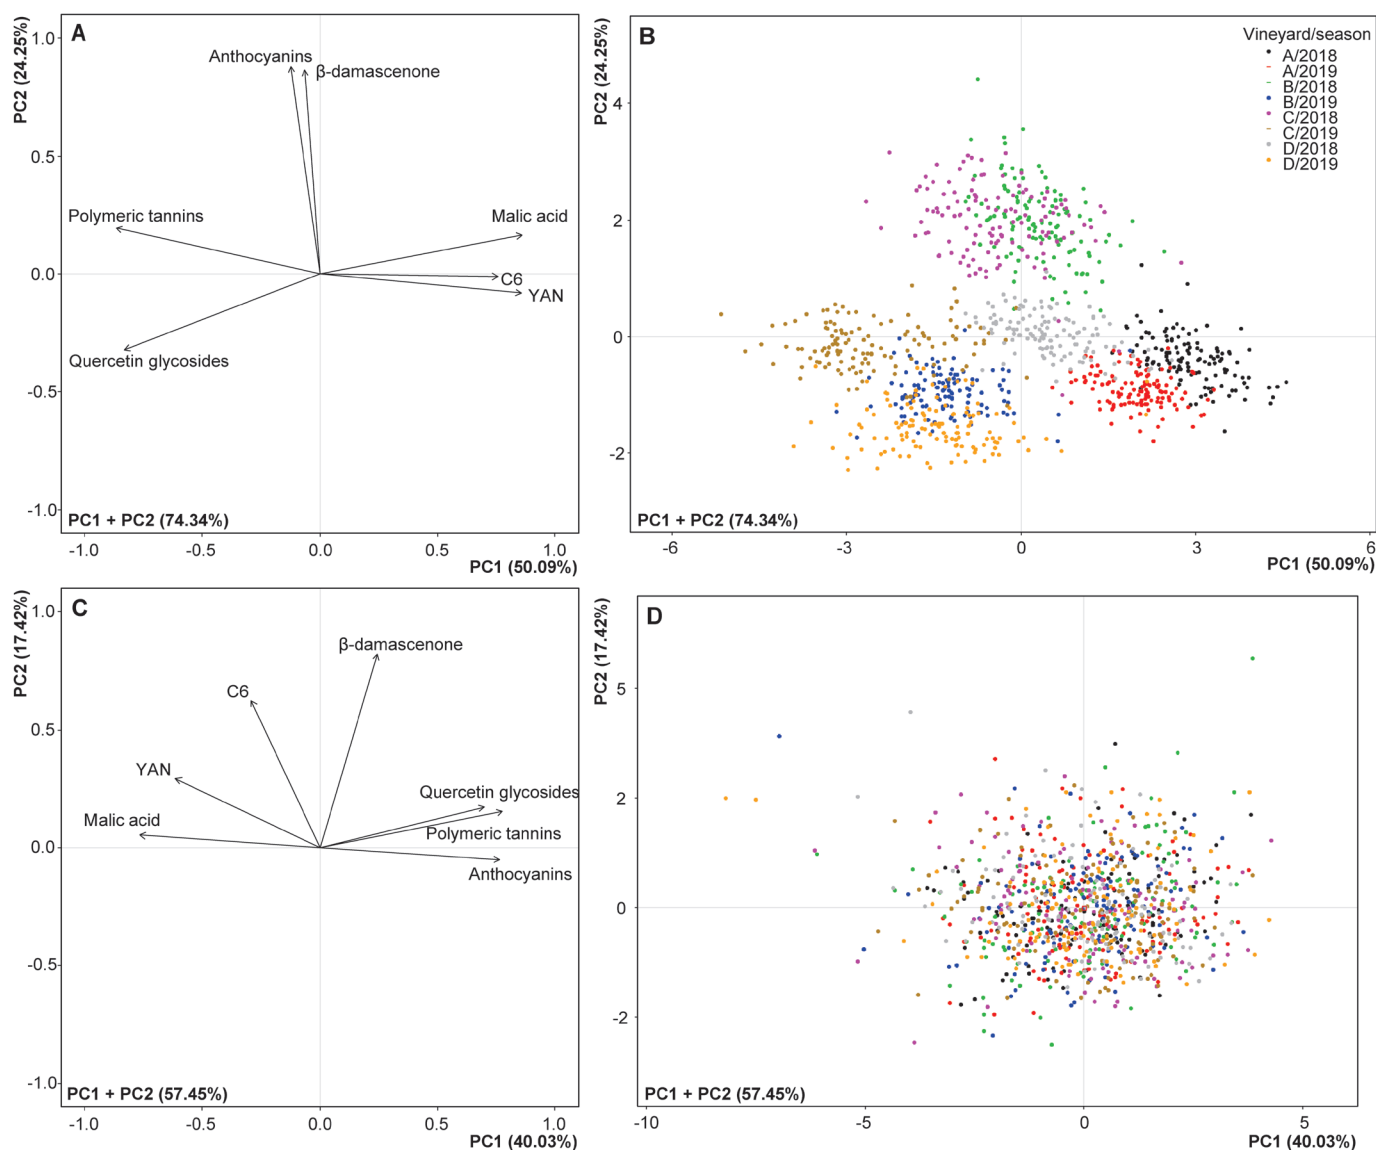 A
PC2 (24.25%)
1.0
0.5
0.0
-0.5
-1.0
Anthocyanins
β-damascenone
Polymeric tannins
Malic acid
C6
YAN
Quercetin glycosides
PC1 + PC2 (74.34%)
-1.0
-0.5
0.0
0.5
1.0
PC1 (50.09%)
B
PC2 (24.25%)
4
2
0
-2
Vineyard/season
A/2018
A/2019
B/2018
B/2019
C/2018
C/2019
D/2018
D/2019
PC1 + PC2 (74.34%)
-6
-3
0
3
6
PC1 (50.09%)
C
PC2 (17.42%)
1.0
0.5
0.0
-0.5
-1.0
β-damascenone
C6
YAN
Malic acid
Quercetin glycosides
Polymeric tannins
Anthocyanins
PC1 + PC2 (57.45%)
-1.0
-0.5
0.0
0.5
1.0
PC1 (40.03%)
D
PC2 (17.42%)
5
2
0
-2
PC1 + PC2 (57.45%)
-10
-5
0
5
PC1 (40.03%)